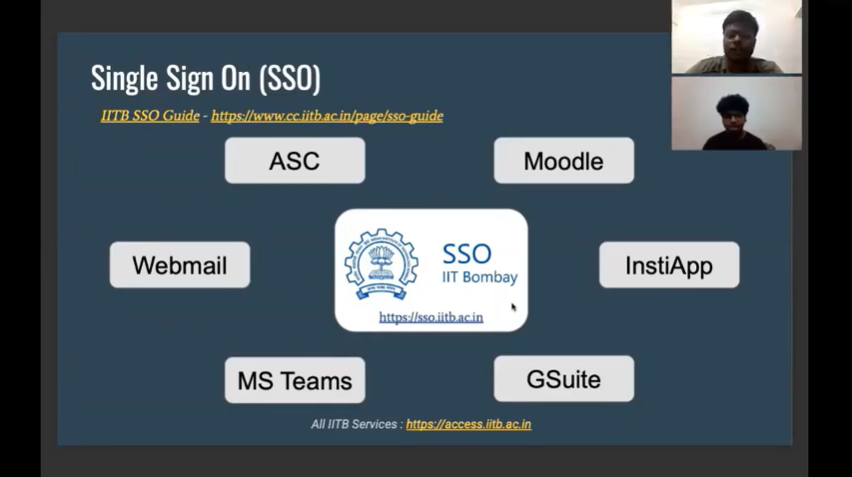 Single Sign On (SSO)
IITB SSO Guide - https://www.cc.iitb.ac.in/page/sso-guide
ASC
Moodle
Webmail
SSO
IIT Bombay
https://sso.iitb.ac.in
InstiApp
MS Teams
GSuite
All IITB Services : https://access.iitb.ac.in